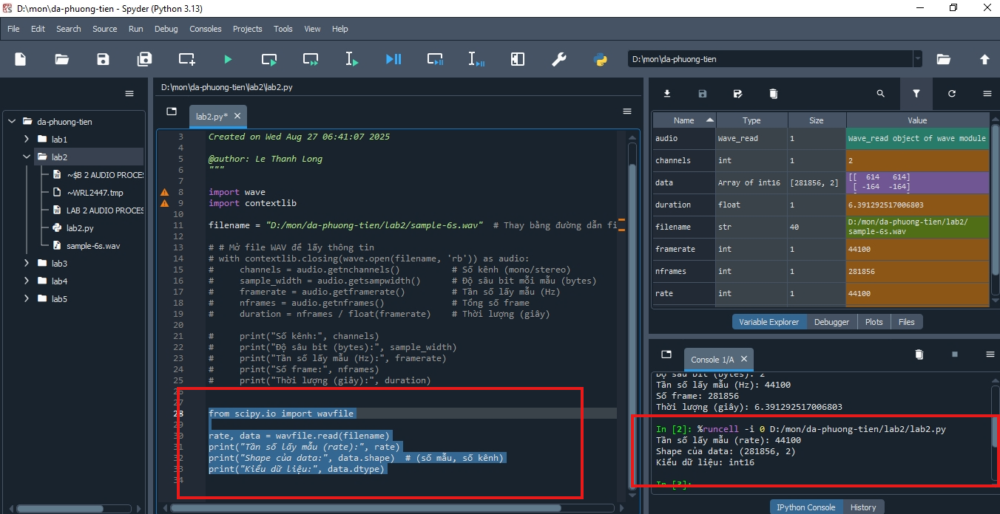 D:\mon\da-phuong-tien - Spyder (Python 3.13)
File Edit Search Source Run Debug Consoles Projects Tools View Help
D:\mon\da-phuong-tien
da-phuong-tien
lab1
lab2
~$B 2 AUDIO PROCES
~WRL2447.tmp
LAB 2 AUDIO PROCES
lab2.py
sample-6s.wav
lab3
lab4
lab5
D:\mon\da-phuong-tien\lab2\lab2.py
lab2.py*
3 Created on Wed Aug 27 06:41:07 2025
4
5 @author: Le Thanh Long
6 """
7
8 import wave
9 import contextlib
10
11 filename = "D:/mon/da-phuong-tien/lab2/sample-6s.wav" # Thay bằng đường dẫn fi
12
13 # # Mở file WAV để lấy thông tin
14 # with contextlib.closing(wave.open(filename, 'rb')) as audio:
15 # channels = audio.getnchannels() # Số kênh (mono/stereo)
16 # sample_width = audio.getsampwidth() # Độ sâu bit mỗi mẫu (bytes)
17 # framerate = audio.getframerate() # Tần số lấy mẫu (Hz)
18 # nframes = audio.getnframes() # Tổng số frame
19 # duration = nframes / float(framerate) # Thời lượng (giây)
20
21 # print("Số kênh:", channels)
22 # print("Độ sâu bit (bytes):", sample_width)
23 # print("Tần số lấy mẫu (Hz):", framerate)
24 # print("Số frame:", nframes)
25 # print("Thời lượng (giây):", duration)
26
27
28 from scipy.io import wavfile
29
30 rate, data = wavfile.read(filename)
31 print("Tần số lấy mẫu (rate):", rate)
32 print("Shape của data:", data.shape) # (số mẫu, số kênh)
33 print("Kiểu dữ liệu:", data.dtype)
34
Name Type Size Value
audio Wave_read 1 Wave_read object of wave module
channels int 1 2
data Array of int16 [281856, 2] [[ 614 614]
[ -164 -164]
duration float 1 6.391292517006803
filename str 40 D:/mon/da-phuong-tien/lab2/
sample-6s.wav
framerate int 1 44100
nframes int 1 281856
rate int 1 44100
Variable Explorer Debugger Plots Files
Console 1/A
Độ sâu bit (bytes): 2
Tần số lấy mẫu (Hz): 44100
Số frame: 281856
Thời lượng (giây): 6.391292517006803
In [2]: %runcell -i 0 D:/mon/da-phuong-tien/lab2/lab2.py
Tần số lấy mẫu (rate): 44100
Shape của data: (281856, 2)
Kiểu dữ liệu: int16
In [3]:
IPython Console History